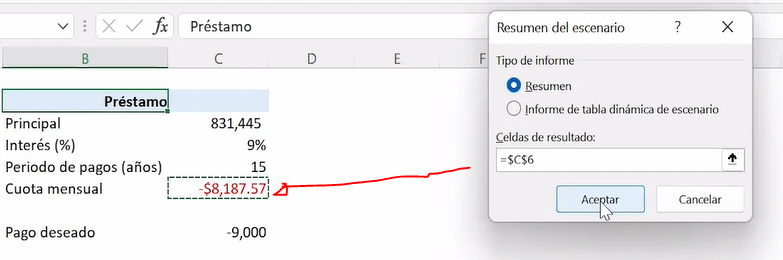 fx Préstamo
B C D E F
Préstamo
Principal 831,445
Interés (%) 9%
Periodo de pagos (años) 15
Cuota mensual -$8,187.57
Pago deseado -9,000
Resumen del escenario ? X
Tipo de informe
Resumen
Informe de tabla dinámica de escenario
Celdas de resultado:
=$C$6
Aceptar Cancelar